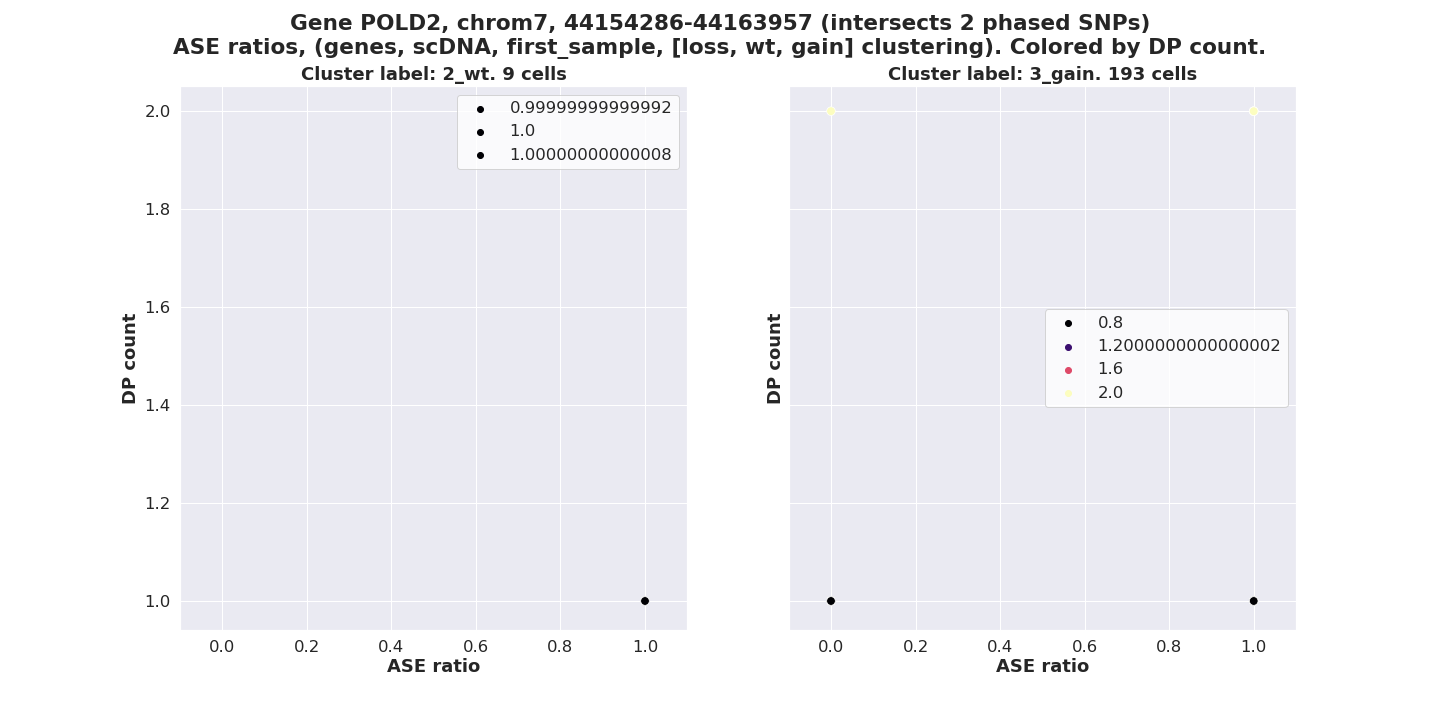 Gene POLD2, chrom7, 44154286-44163957 (intersects 2 phased SNPs)
ASE ratios, (genes, scDNA, first_sample, [loss, wt, gain] clustering). Colored by DP count.
Cluster label: 2_wt. 9 cells
2.0
1.8
1.6
1.4
1.2
1.0
DP count
0.99999999999992
1.0
1.00000000000008
0.0 0.2 0.4 0.6 0.8 1.0
ASE ratio
Cluster label: 3_gain. 193 cells
DP count
0.8
1.2000000000000002
1.6
2.0
0.0 0.2 0.4 0.6 0.8 1.0
ASE ratio